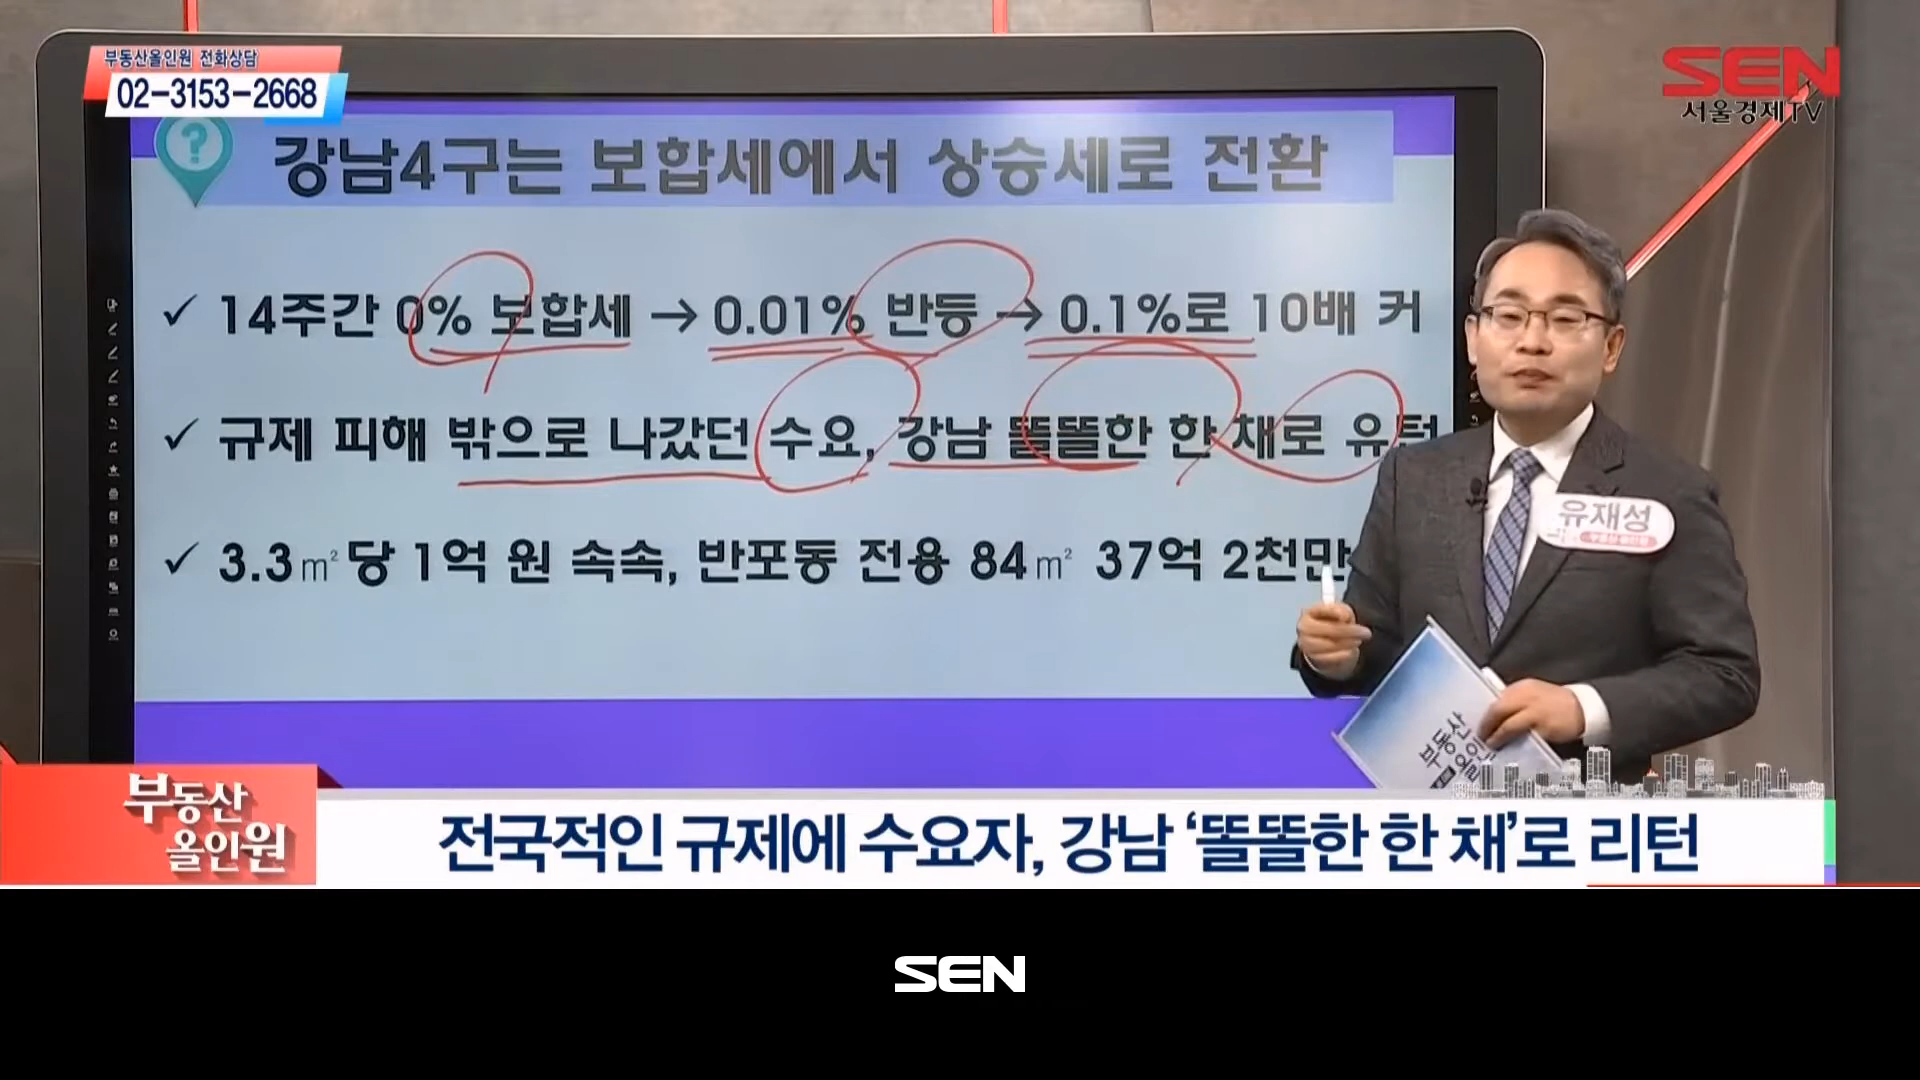 부동산올인원 전화상담
02-3153-2668
SEN
서울경제TV
?
강남4구는 보합세에서 상승세로 전환
✓ 14주간 0% 보합세 → 0.01% 반등 → 0.1%로 10배 커
✓ 규제 피해 밖으로 나갔던 수요, 강남 똘똘한 한 채로 유턴
✓ 3.3㎡당 1억 원 속속, 반포동 전용 84㎡ 37억 2천만
유재성
부동산
올인
부동산
올인원
전국적인 규제에 수요자, 강남 ‘똘똘한 한 채’로 리턴
SEN